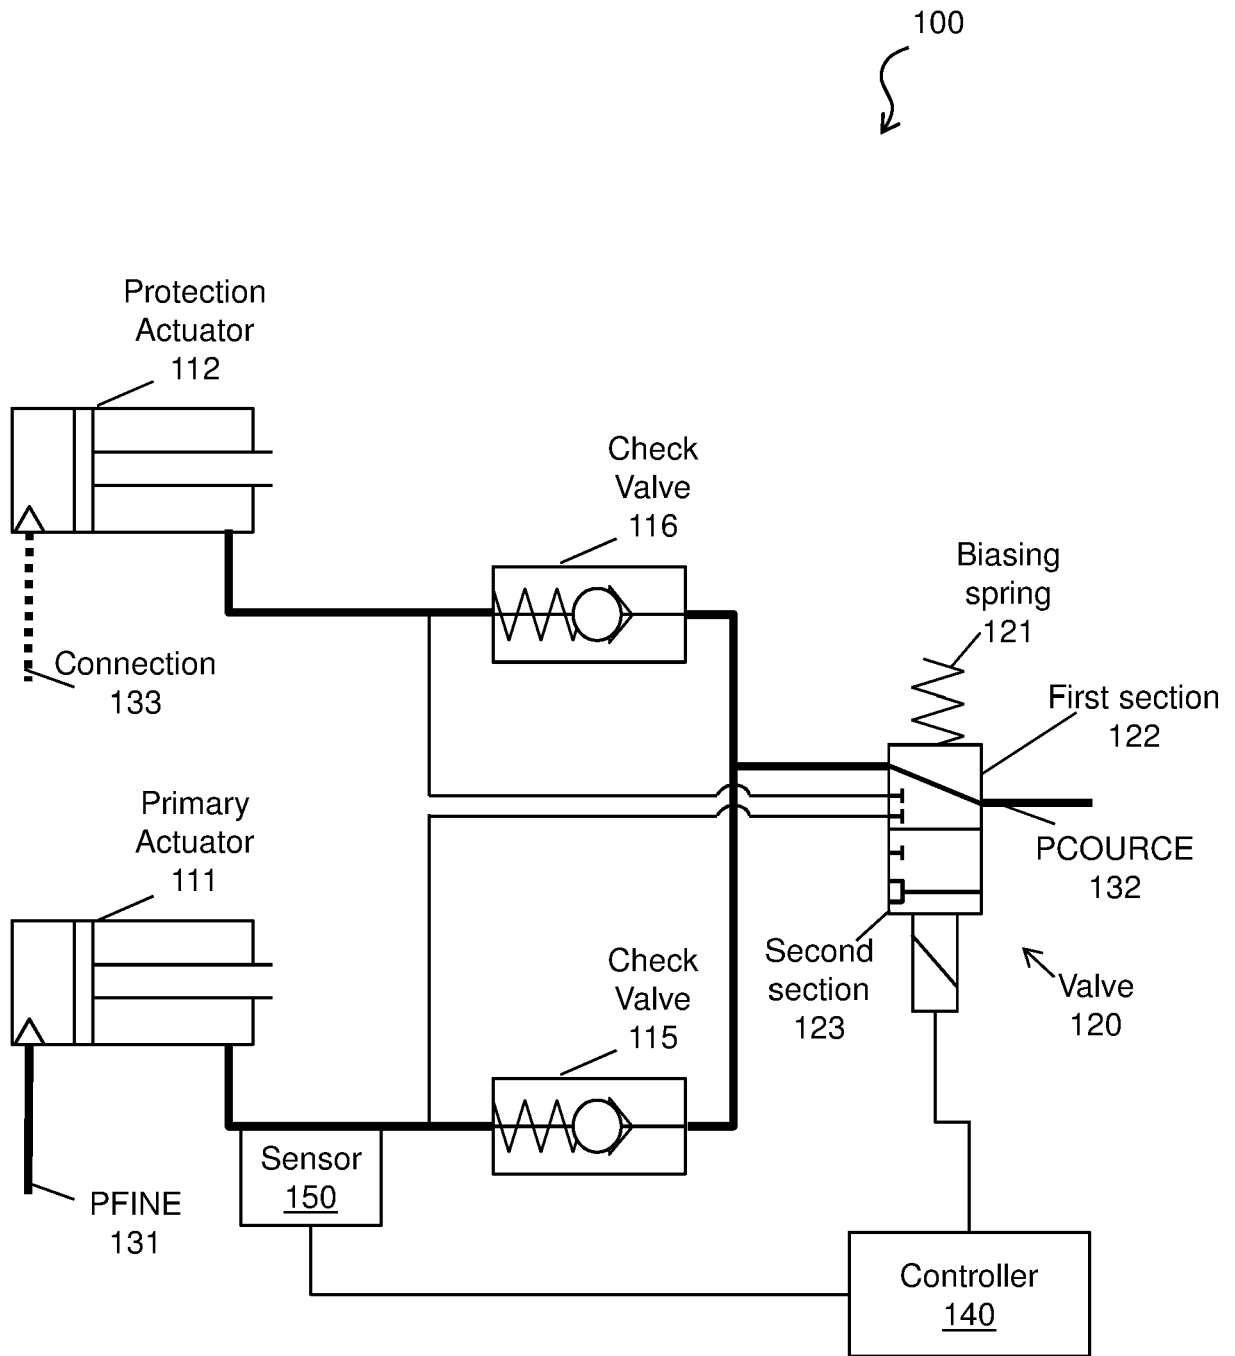 100
Protection
Actuator
112
Check
Valve
116
Biasing
spring
121
Connection
133
First section
122
Primary
Actuator
111
PCOURCE
132
Second
section
123
Check
Valve
115
Valve
120
Sensor
150
PFINE
131
Controller
140